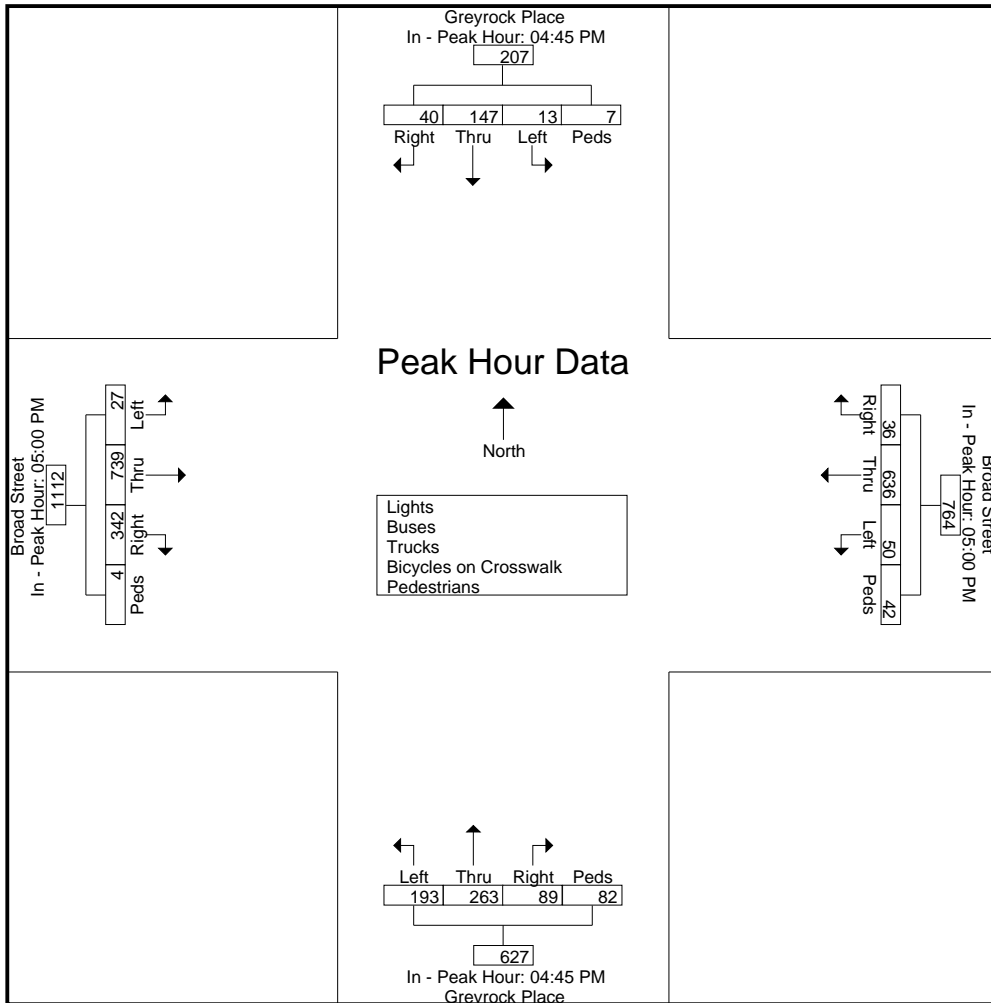 Greyrock Place
In - Peak Hour: 04:45 PM
207
40 147 13 7
Right Thru Left Peds
Peak Hour Data
North
Lights
Buses
Trucks
Bicycles on Crosswalk
Pedestrians
Broad Street
In - Peak Hour: 05:00 PM
1112
27 739 342 4
Left Thru Right Peds
Broad Street
In - Peak Hour: 05:00 PM
764
36 636 50 42
Right Thru Left Peds
Left Thru Right Peds
193 263 89 82
627
In - Peak Hour: 04:45 PM
Greyrock Place